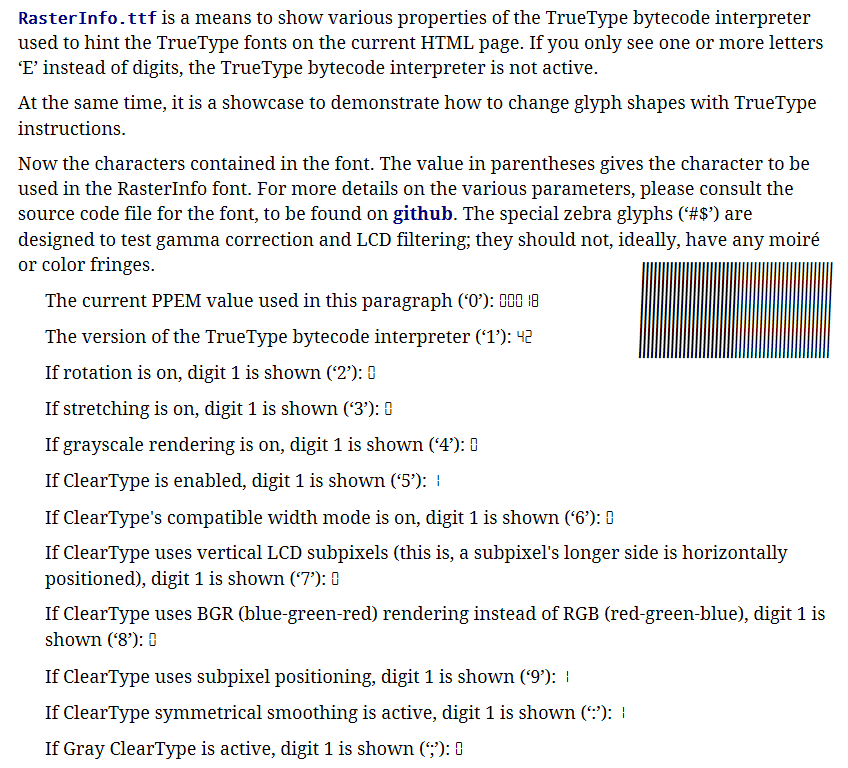 RasterInfo.ttf is a means to show various properties of the TrueType bytecode interpreter
used to hint the TrueType fonts on the current HTML page. If you only see one or more letters
‘E’ instead of digits, the TrueType bytecode interpreter is not active.
At the same time, it is a showcase to demonstrate how to change glyph shapes with TrueType
instructions.
Now the characters contained in the font. The value in parentheses gives the character to be
used in the RasterInfo font. For more details on the various parameters, please consult the
source code file for the font, to be found on github. The special zebra glyphs (‘#$’) are
designed to test gamma correction and LCD filtering; they should not, ideally, have any moiré
or color fringes.
The current PPEM value used in this paragraph (‘0’): 00018
The version of the TrueType bytecode interpreter (‘1’): 42
If rotation is on, digit 1 is shown (‘2’): 0
If stretching is on, digit 1 is shown (‘3’): 0
If grayscale rendering is on, digit 1 is shown (‘4’): 0
If ClearType is enabled, digit 1 is shown (‘5’): 1
If ClearType's compatible width mode is on, digit 1 is shown (‘6’): 0
If ClearType uses vertical LCD subpixels (this is, a subpixel's longer side is horizontally
positioned), digit 1 is shown (‘7’): 0
If ClearType uses BGR (blue-green-red) rendering instead of RGB (red-green-blue), digit 1 is
shown (‘8’): 0
If ClearType uses subpixel positioning, digit 1 is shown (‘9’): 1
If ClearType symmetrical smoothing is active, digit 1 is shown (‘:’): 1
If Gray ClearType is active, digit 1 is shown (‘;’): 0